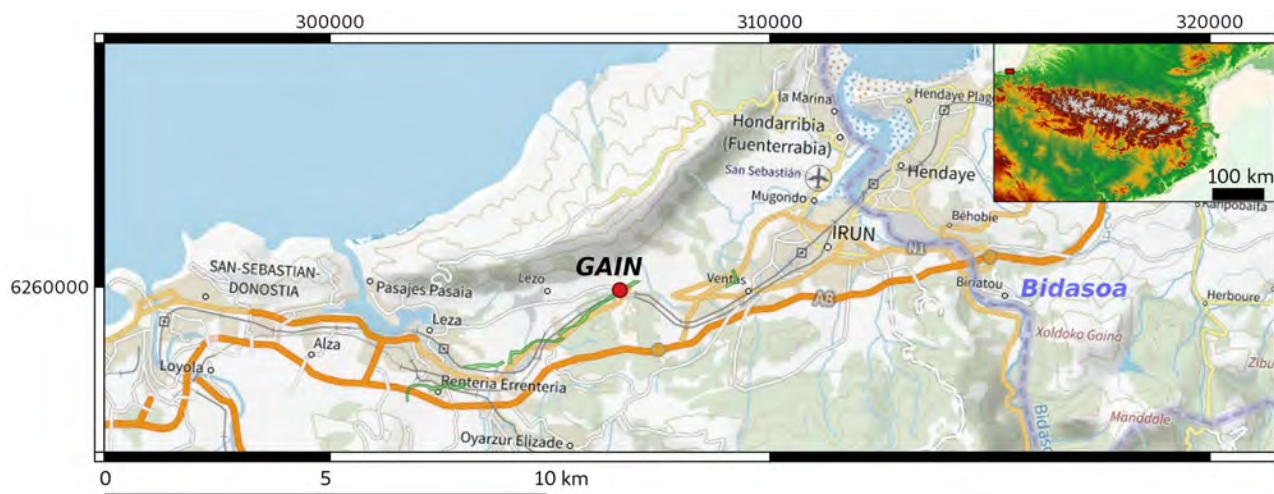 300000
310000
320000
6260000
la Marina
Hendaye Plage
Hondarribia
(Fuenterrabia)
San Sebastián
Hendaye
Mugondo
100 km
Béhobie
IRUN
N1
GAIN
SAN-SEBASTIAN-
DONOSTIA
Pasajes Pasaia
Lezo
Ventas
A8
Biriatou
Bidasoa
Herboure
Leza
Xoldoko Gaina
Alza
Loyola
Renteria Errenteria
Manddale
Oyarzur Elizade
0
5
10 km